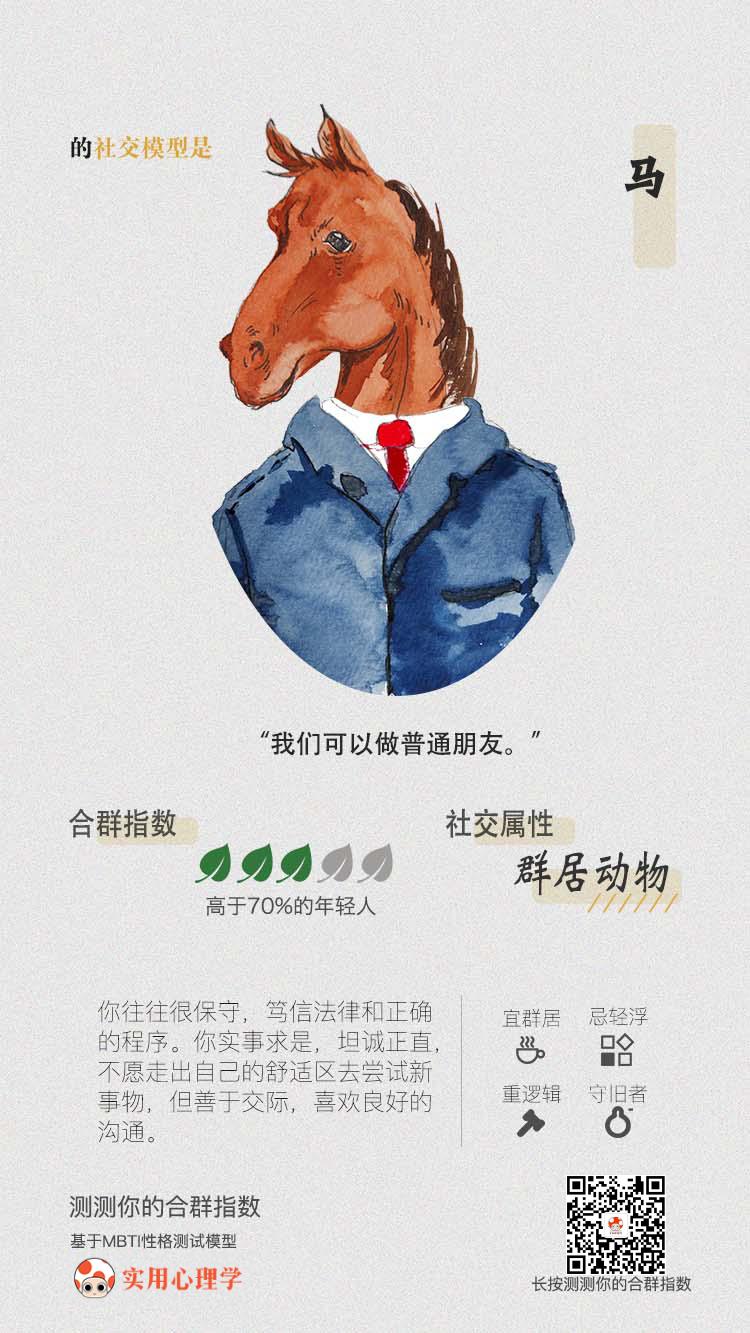 的社交模型是
马
“我们可以做普通朋友。”
合群指数
高于70%的年轻人
社交属性
群居动物
你往往很保守，笃信法律和正确
的程序。你实事求是，坦诚正直，
不愿走出自己的舒适区去尝试新
事物，但善于交际，喜欢良好的
沟通。
宜群居
忌轻浮
重逻辑
守旧者
测测你的合群指数
基于MBTI性格测试模型
实用心理学
长按测测你的合群指数